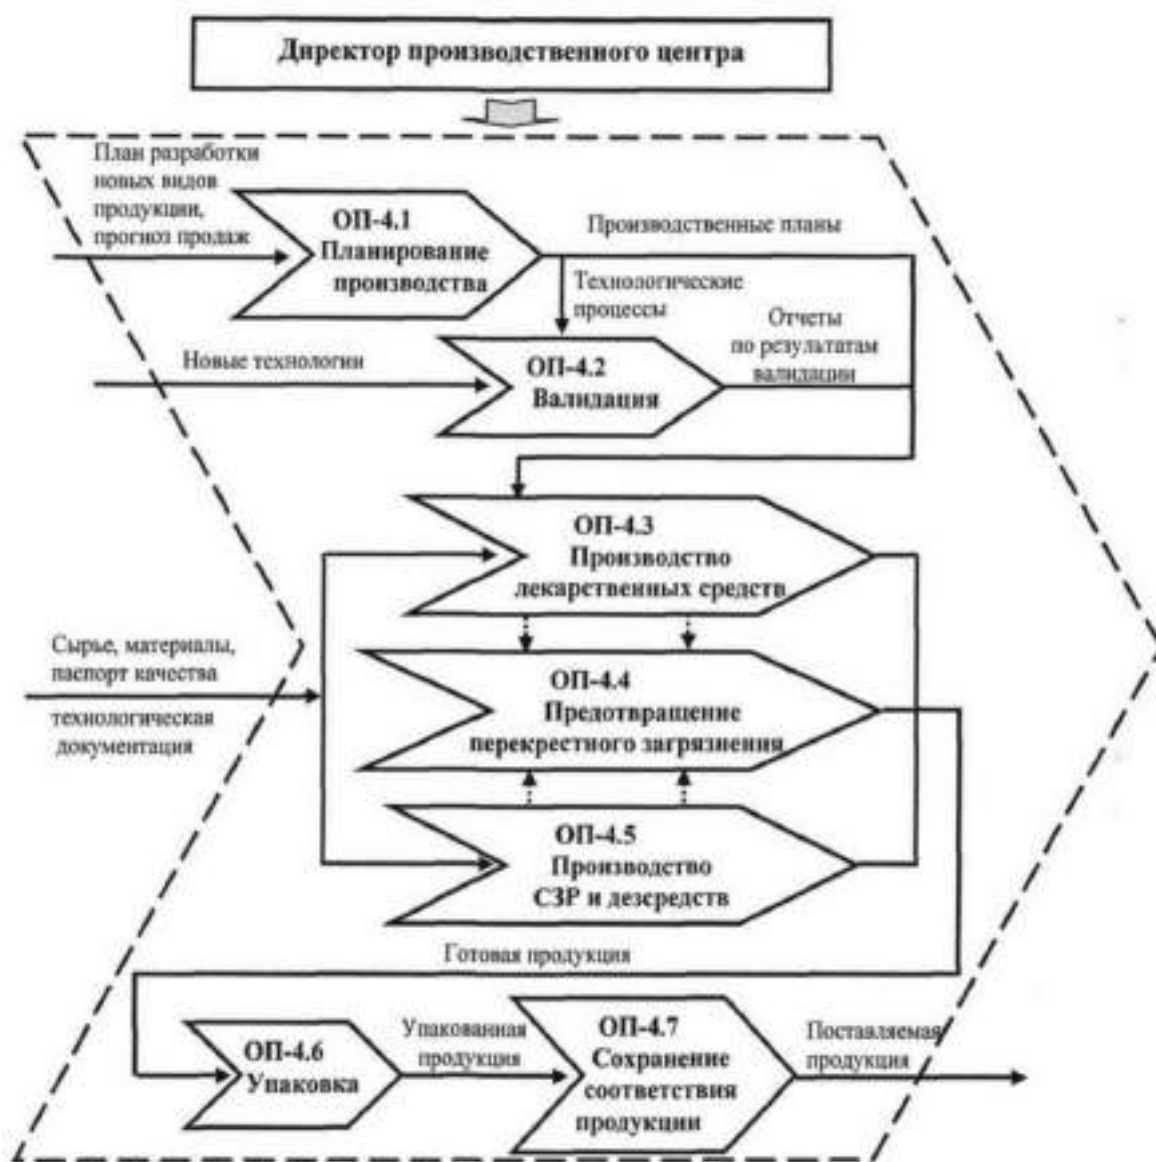 Директор производственного центра
План разработки
новых видов
продукции,
прогноз продаж
ОП-4.1
Планирование
производства
Производственные планы
Технологические
процессы
Отчеты
по результатам
валидации
Новые технологии
ОП-4.2
Валидация
ОП-4.3
Производство
лекарственных средств
Сырье, материалы,
паспорт качества
технологическая
документация
ОП-4.4
Предотвращение
перекрестного загрязнения
ОП-4.5
Производство
СЗР и дезсредств
Готовая продукция
ОП-4.6
Упаковка
Упакованная
продукция
ОП-4.7
Сохранение
соответствия
продукции
Поставляемая
продукция